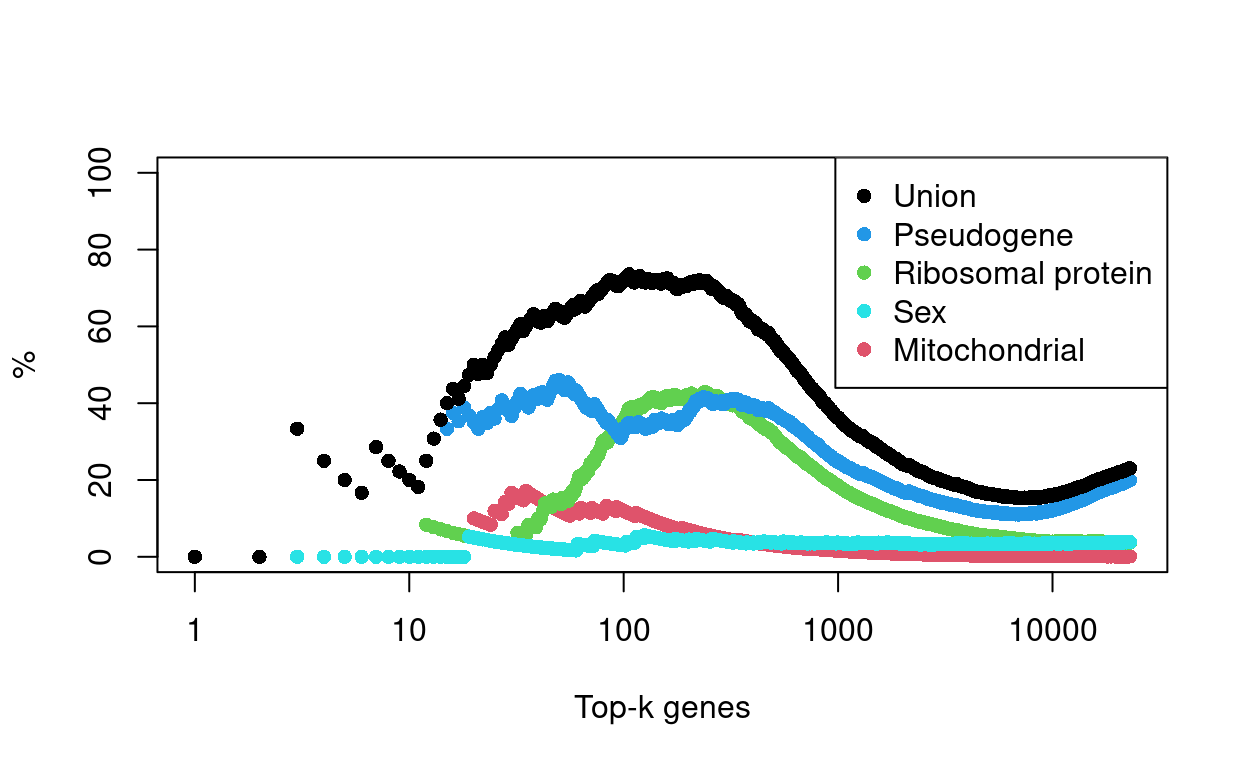 100
80
60
40
20
0
%
Union
Pseudogene
Ribosomal protein
Sex
Mitochondrial
1 10 100 1000 10000
Top-k genes